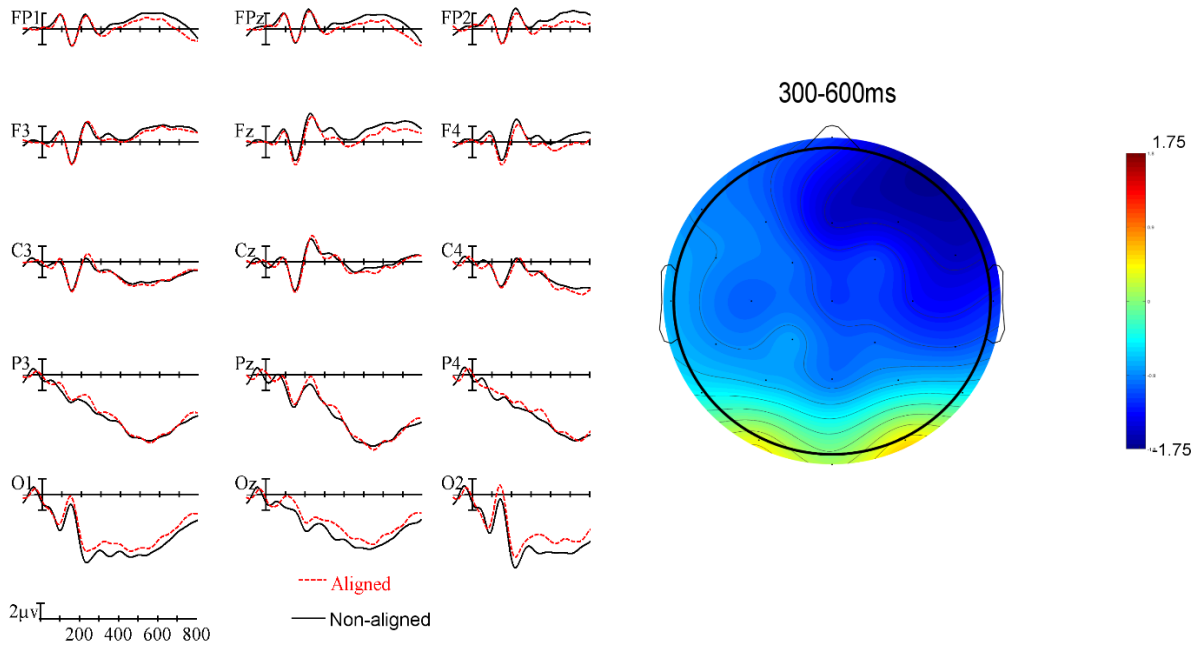 FP1 FPz FP2
F3 Fz F4
C3 Cz C4
P3 Pz P4
O1 Oz O2
Aligned
Non-aligned
2μv
200 400 600 800
300-600ms
1.75
-1.75